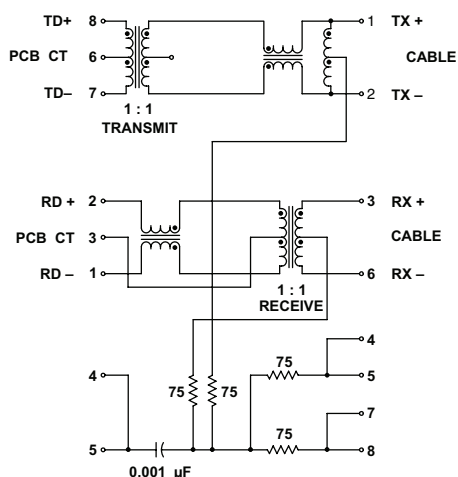 TD+ 8 1 TX +
PCB CT 6 CABLE
TD– 7 2 TX –
1 : 1
TRANSMIT
RD + 2 3 RX +
PCB CT 3 CABLE
RD – 1 6 RX –
1 : 1
RECEIVE
4
4 75 75 75 5
7
75
5 8
0.001 µF